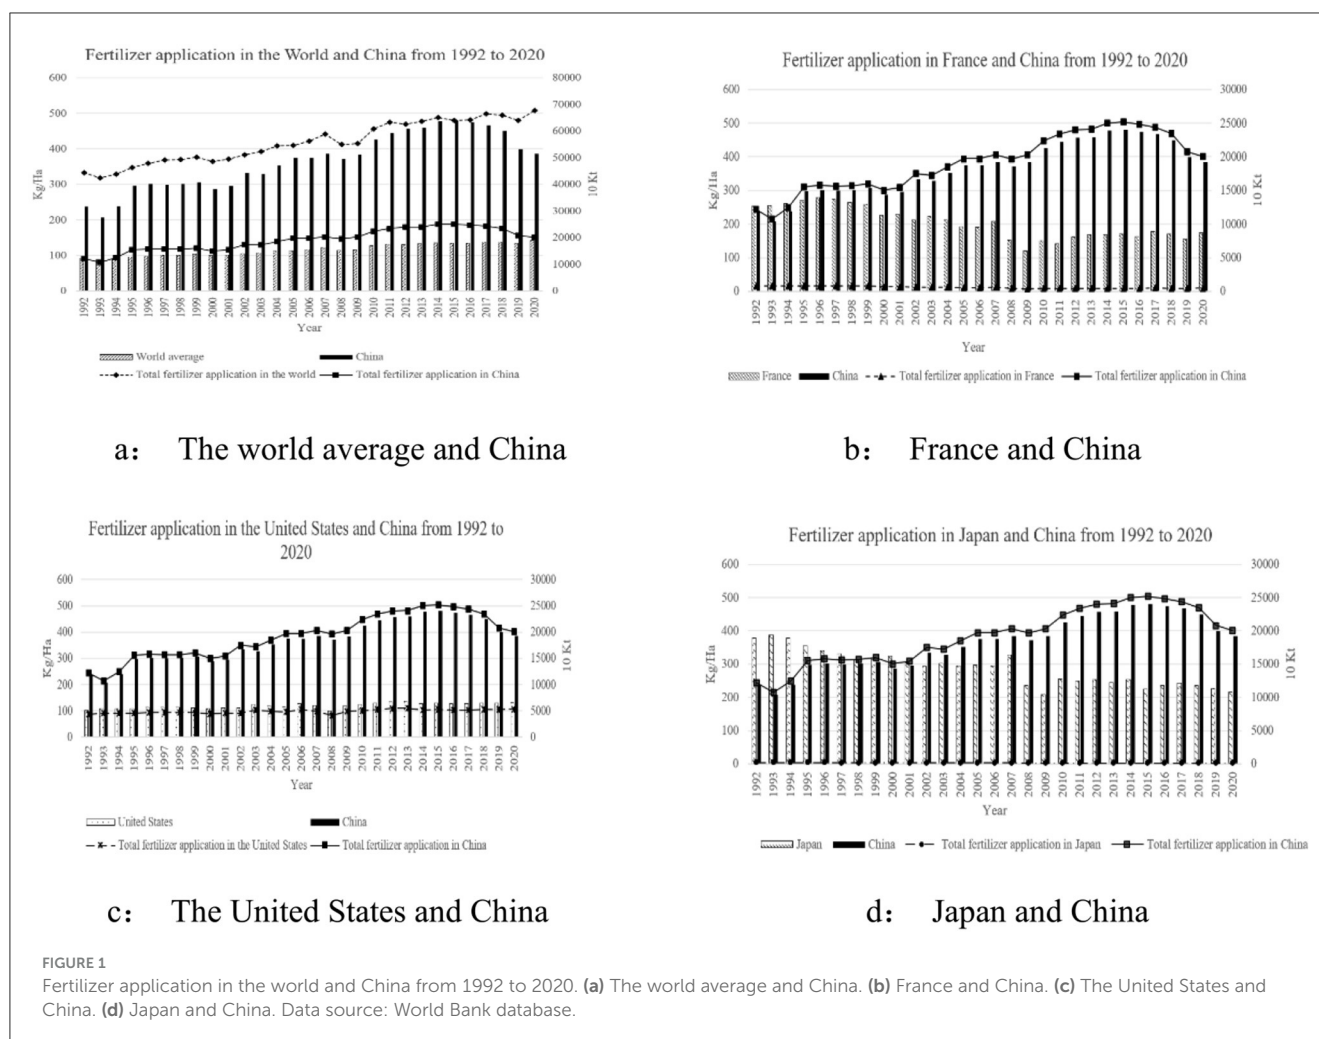 Fertilizer application in the World and China from 1992 to 2020
600
500
400
300
200
100
0
Kg/Ha
80000
70000
60000
50000
40000
30000
20000
10000
0
10 Kt
1992 1993 1994 1995 1996 1997 1998 1999 2000 2001 2002 2003 2004 2005 2006 2007 2008 2009 2010 2011 2012 2013 2014 2015 2016 2017 2018 2019 2020
Year
World average China
Total fertilizer application in the world Total fertilizer application in China
a: The world average and China
Fertilizer application in France and China from 1992 to 2020
600
500
400
300
200
100
0
Kg/Ha
30000
25000
20000
15000
10000
5000
0
10 Kt
1992 1993 1994 1995 1996 1997 1998 1999 2000 2001 2002 2003 2004 2005 2006 2007 2008 2009 2010 2011 2012 2013 2014 2015 2016 2017 2018 2019 2020
Year
France China Total fertilizer application in France Total fertilizer application in China
b: France and China
Fertilizer application in the United States and China from 1992 to
2020
600
500
400
300
200
100
0
Kg/Ha
30000
25000
20000
15000
10000
5000
0
10 Kt
1992 1993 1994 1995 1996 1997 1998 1999 2000 2001 2002 2003 2004 2005 2006 2007 2008 2009 2010 2011 2012 2013 2014 2015 2016 2017 2018 2019 2020
Year
United States China
Total fertilizer application in the United States Total fertilizer application in China
c: The United States and China
Fertilizer application in Japan and China from 1992 to 2020
600
500
400
300
200
100
0
Kg/Ha
30000
25000
20000
15000
10000
5000
0
10 Kt
1992 1993 1994 1995 1996 1997 1998 1999 2000 2001 2002 2003 2004 2005 2006 2007 2008 2009 2010 2011 2012 2013 2014 2015 2016 2017 2018 2019 2020
Year
Japan China Total fertilizer application in Japan Total fertilizer application in China
d: Japan and China
FIGURE 1
Fertilizer application in the world and China from 1992 to 2020. (a) The world average and China. (b) France and China. (c) The United States and
China. (d) Japan and China. Data source: World Bank database.